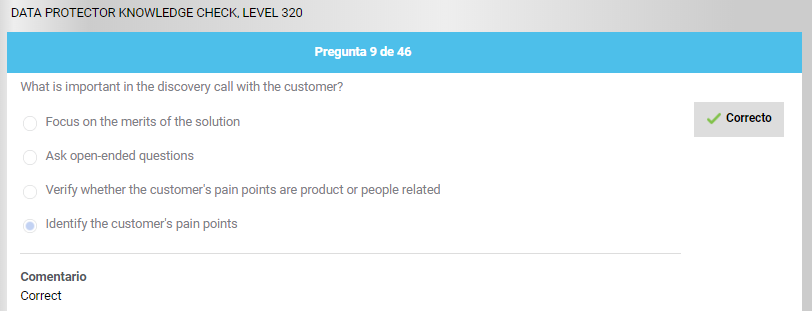 DATA PROTECTOR KNOWLEDGE CHECK, LEVEL 320
Pregunta 9 de 46
What is important in the discovery call with the customer?
Focus on the merits of the solution
Correcto
Ask open-ended questions
Verify whether the customer's pain points are product or people related
Identify the customer's pain points
Comentario
Correct